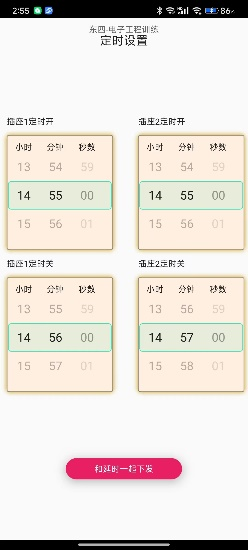 2:55
86%
东四-电子工程训练
定时设置
插座1定时开
插座2定时开
小时 分钟 秒数
13 54 59
14 55 00
15 56 01
小时 分钟 秒数
13 54 59
14 55 00
15 56 01
插座1定时关
插座2定时关
小时 分钟 秒数
13 55 59
14 56 00
15 57 01
小时 分钟 秒数
13 56 59
14 57 00
15 58 01
和延时一起下发